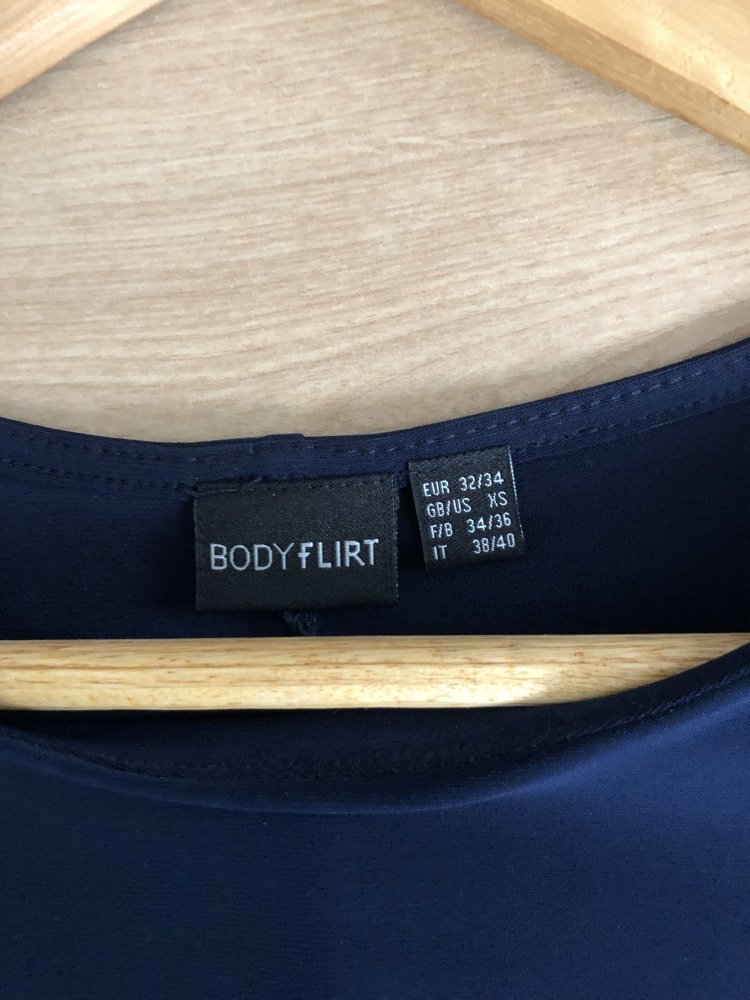 BODYFLIRT
EUR 32/34
GB/US XS
F/B 34/36
IT 38/40